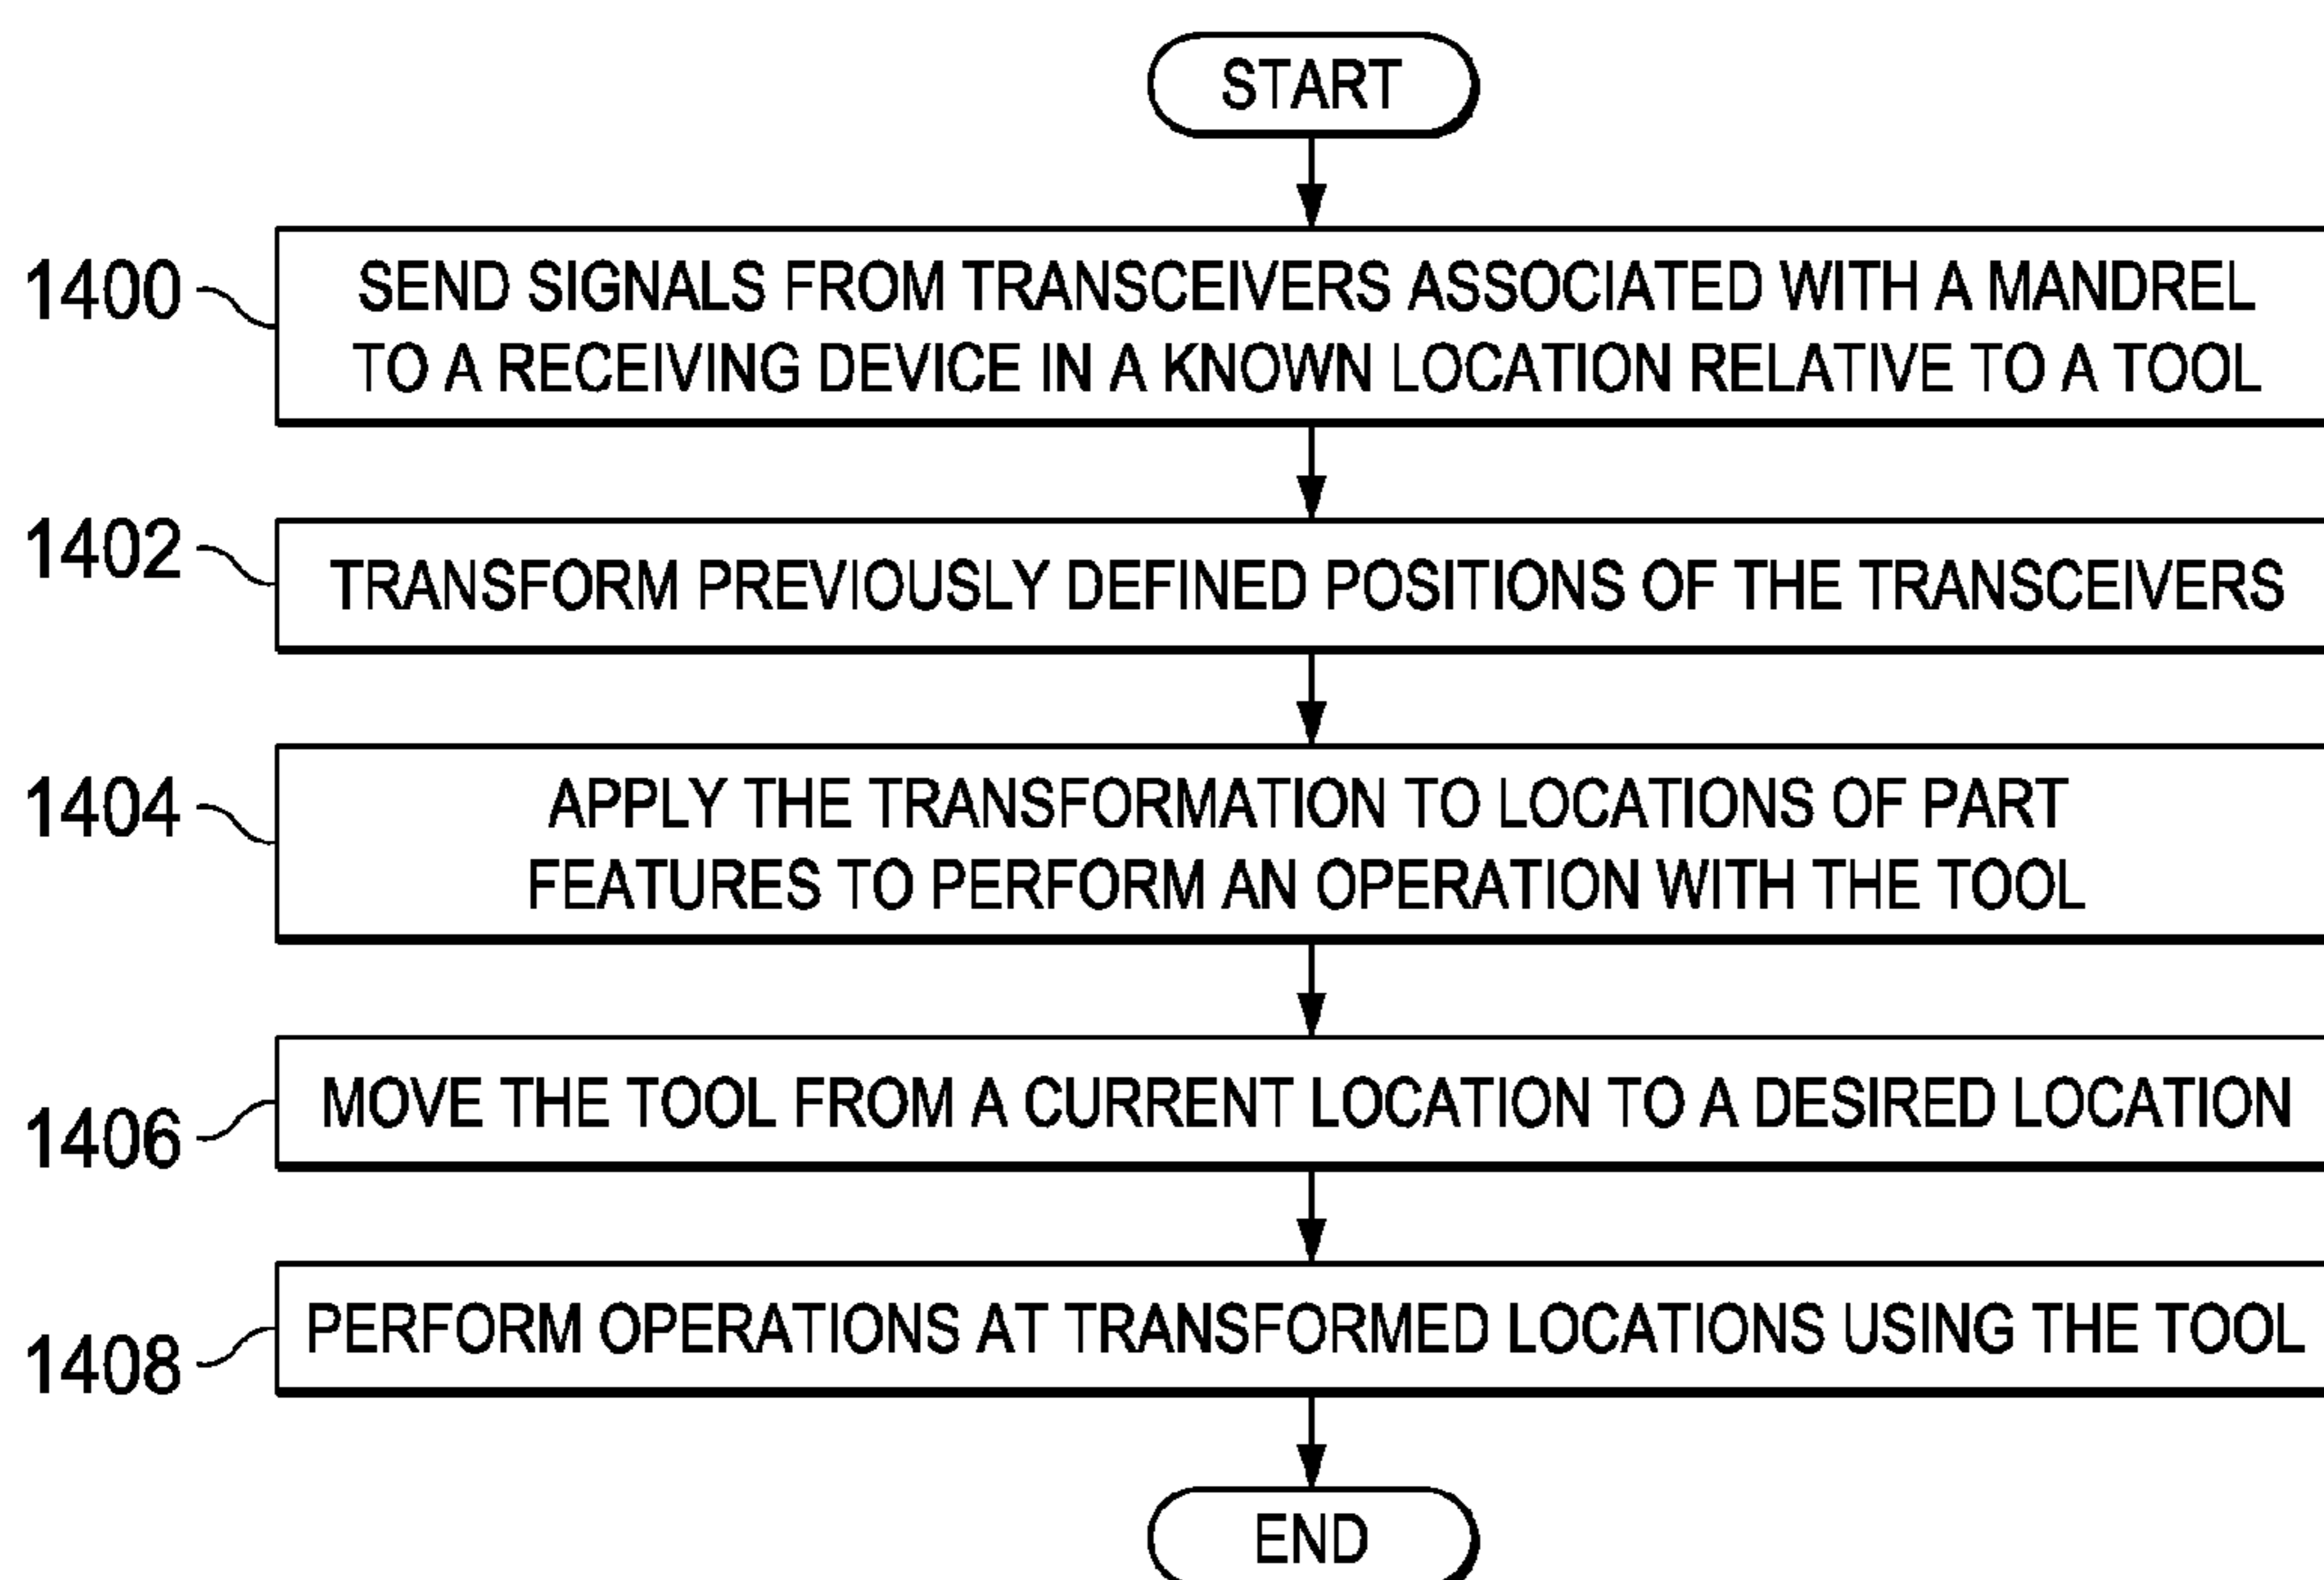 START
1400
SEND SIGNALS FROM TRANSCEIVERS ASSOCIATED WITH A MANDREL
TO A RECEIVING DEVICE IN A KNOWN LOCATION RELATIVE TO A TOOL
1402
TRANSFORM PREVIOUSLY DEFINED POSITIONS OF THE TRANSCEIVERS
1404
APPLY THE TRANSFORMATION TO LOCATIONS OF PART
FEATURES TO PERFORM AN OPERATION WITH THE TOOL
1406
MOVE THE TOOL FROM A CURRENT LOCATION TO A DESIRED LOCATION
1408
PERFORM OPERATIONS AT TRANSFORMED LOCATIONS USING THE TOOL
END